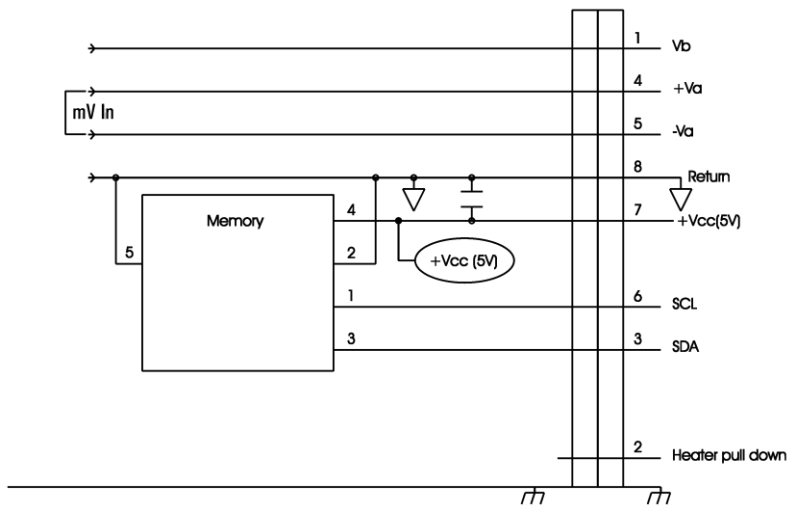 1 Vb
4 +Va
mV In
5 -Va
8 Return
4 7 +Vcc(5V)
Memory
5 2
+Vcc (5V)
1 6 SCL
3 3 SDA
2 Heater pull down